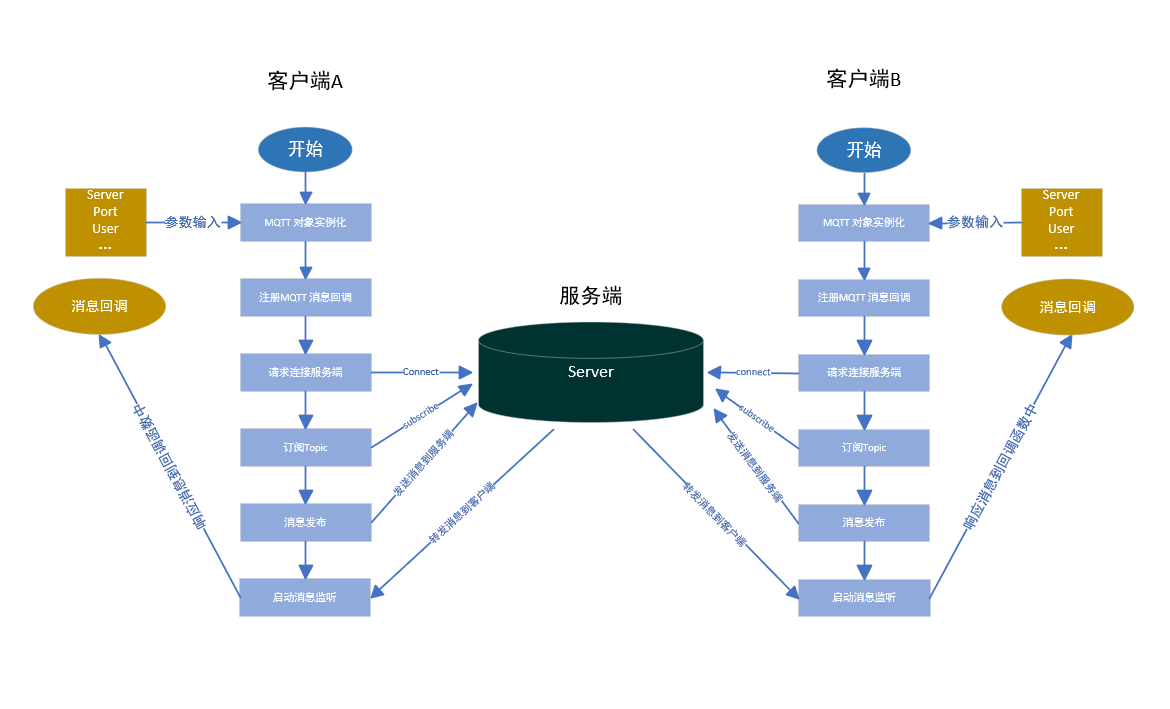 客户端A
开始
Server
Port
User
...
参数输入
MQTT 对象实例化
注册MQTT 消息回调
消息回调
请求连接服务端
Connect
订阅Topic
subscribe
消息发布
发送消息到服务端
启动消息监听
响应消息到回调函数中
转发消息到客户端
服务端
Server
客户端B
开始
Server
Port
User
...
参数输入
MQTT 对象实例化
注册MQTT 消息回调
消息回调
请求连接服务端
connect
订阅Topic
subscribe
消息发布
发送消息到服务端
启动消息监听
响应消息到回调函数中
转发消息到客户端